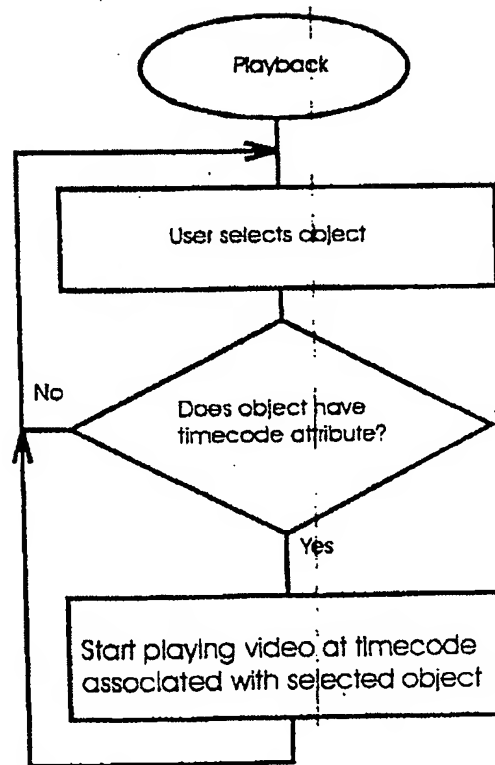 Playback
User selects object
No
Does object have
timecode attribute?
Yes
Start playing video at timecode
associated with selected object